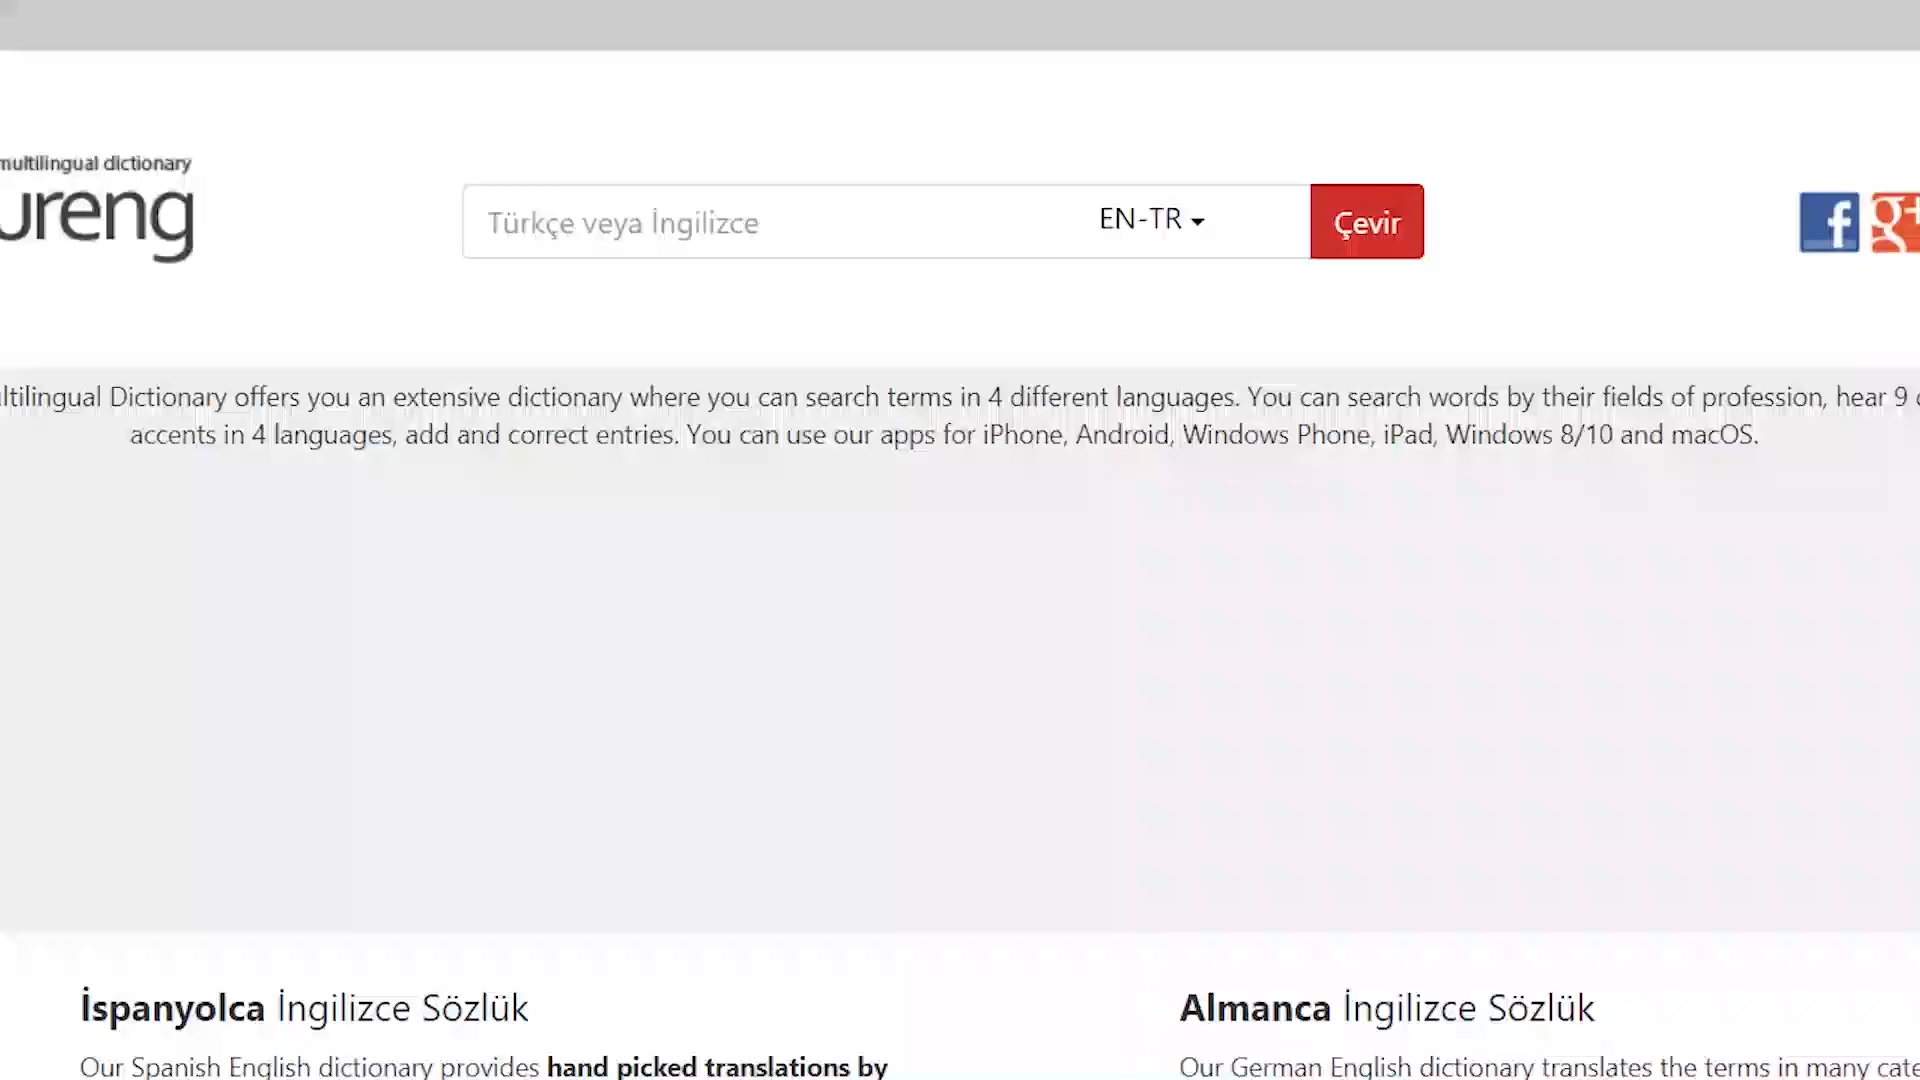 multilingual dictionary
ureng
Türkçe veya İngilizce
EN-TR
Çevir
f
g+
ltilingual Dictionary offers you an extensive dictionary where you can search terms in 4 different languages. You can search words by their fields of profession, hear 9
accents in 4 languages, add and correct entries. You can use our apps for iPhone, Android, Windows Phone, iPad, Windows 8/10 and macOS.
İspanyolca İngilizce Sözlük
Almanca İngilizce Sözlük
Our Spanish English dictionary provides hand picked translations by
Our German English dictionary translates the terms in many cate